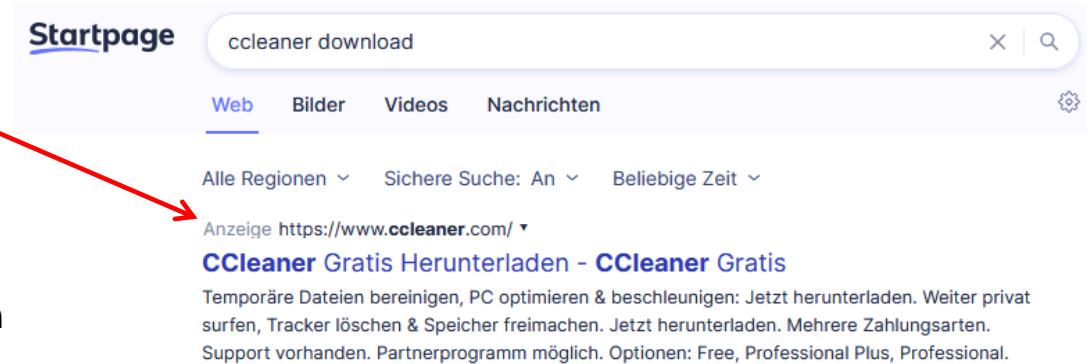 Startpage
ccleaner download
Web Bilder Videos Nachrichten
Alle Regionen Sichere Suche: An Beliebige Zeit
Anzeige https://www.ccleaner.com/
CCleaner Gratis Herunterladen - CCleaner Gratis
Temporäre Dateien bereinigen, PC optimieren & beschleunigen: Jetzt herunterladen. Weiter privat
surfen, Tracker löschen & Speicher freimachen. Jetzt herunterladen. Mehrere Zahlungsarten.
Support vorhanden. Partnerprogramm möglich. Optionen: Free, Professional Plus, Professional.